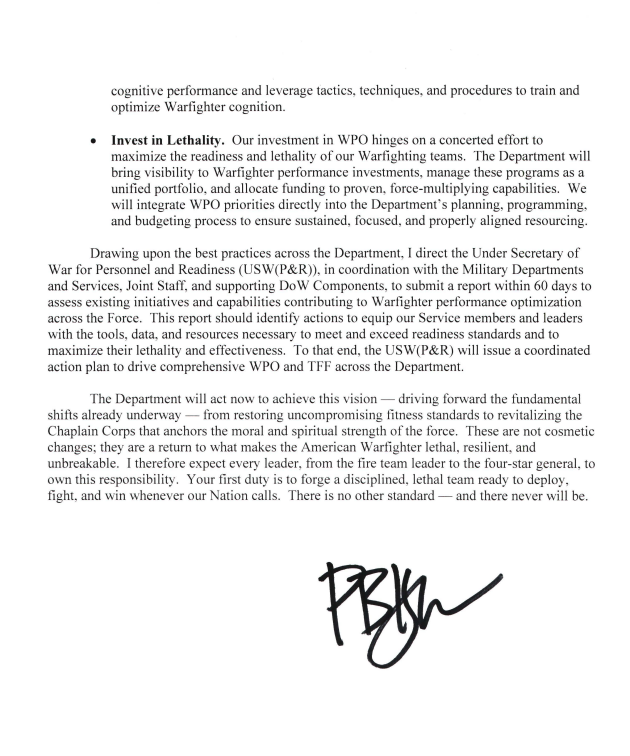 cognitive performance and leverage tactics, techniques, and procedures to train and
optimize Warfighter cognition.
• Invest in Lethality. Our investment in WPO hinges on a concerted effort to
maximize the readiness and lethality of our Warfighting teams. The Department will
bring visibility to Warfighter performance investments, manage these programs as a
unified portfolio, and allocate funding to proven, force-multiplying capabilities. We
will integrate WPO priorities directly into the Department's planning, programming,
and budgeting process to ensure sustained, focused, and properly aligned resourcing.
Drawing upon the best practices across the Department, I direct the Under Secretary of
War for Personnel and Readiness (USW(P&R)), in coordination with the Military Departments
and Services, Joint Staff, and supporting DoW Components, to submit a report within 60 days to
assess existing initiatives and capabilities contributing to Warfighter performance optimization
across the Force. This report should identify actions to equip our Service members and leaders
with the tools, data, and resources necessary to meet and exceed readiness standards and to
maximize their lethality and effectiveness. To that end, the USW(P&R) will issue a coordinated
action plan to drive comprehensive WPO and TFF across the Department.
The Department will act now to achieve this vision — driving forward the fundamental
shifts already underway — from restoring uncompromising fitness standards to revitalizing the
Chaplain Corps that anchors the moral and spiritual strength of the force. These are not cosmetic
changes; they are a return to what makes the American Warfighter lethal, resilient, and
unbreakable. I therefore expect every leader, from the fire team leader to the four-star general, to
own this responsibility. Your first duty is to forge a disciplined, lethal team ready to deploy,
fight, and win whenever our Nation calls. There is no other standard — and there never will be.